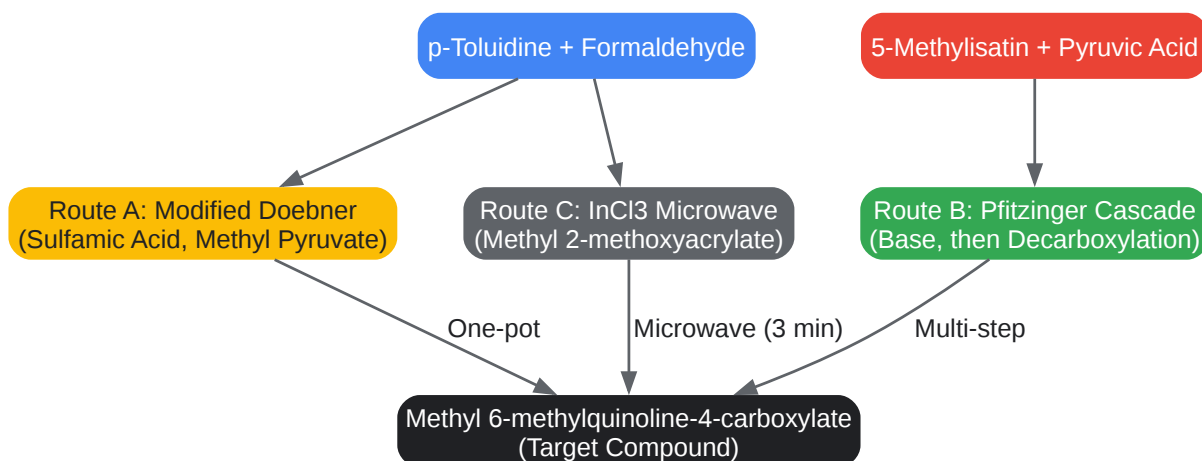 p-Toluidine + Formaldehyde
5-Methylisatin + Pyruvic Acid
Route A: Modified Doebner
(Sulfamic Acid, Methyl Pyruvate)
Route C: InCl3 Microwave
(Methyl 2-methoxyacrylate)
Route B: Pfitzinger Cascade
(Base, then Decarboxylation)
One-pot
Microwave (3 min)
Multi-step
Methyl 6-methylquinoline-4-carboxylate
(Target Compound)